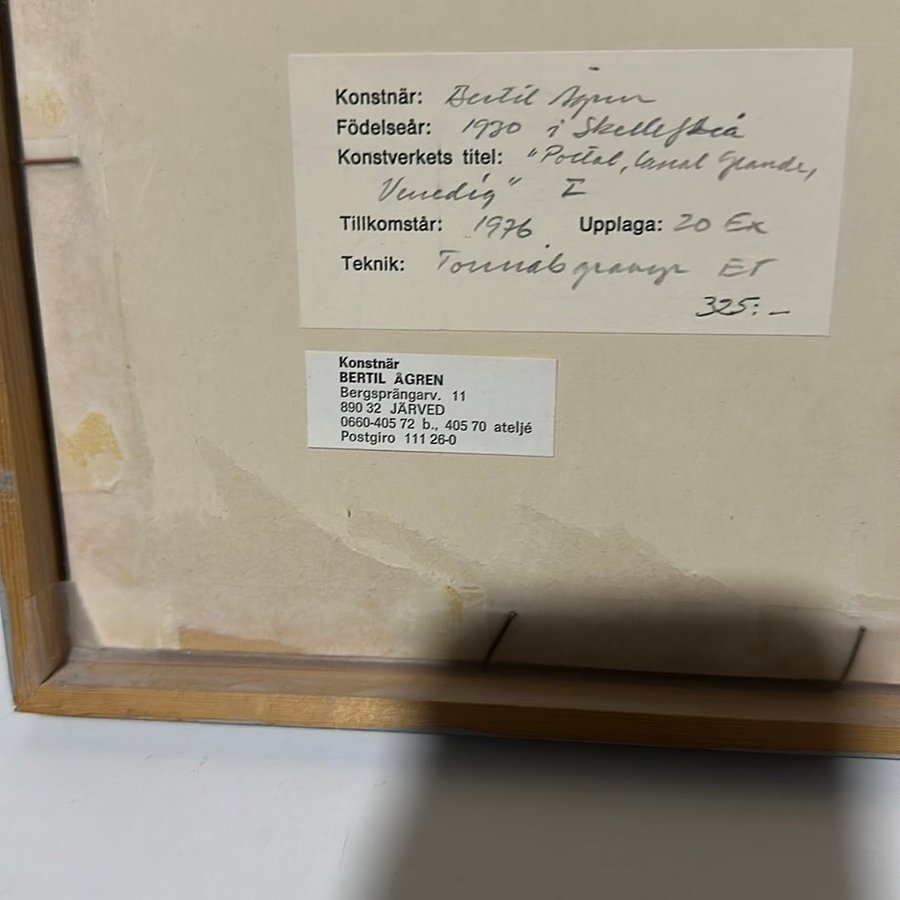 Konstnär: Bertil Ågren
Födelseår: 1930 i Skellefteå
Konstverkets titel: "Portal, Canal Grande,
Venedig" I
Tillkomstår: 1976 Upplaga: 20 Ex
Teknik: ET
325:-
Konstnär
BERTIL ÅGREN
Bergsprängarv. 11
890 32 JÄRVED
0660-405 72 b., 405 70 ateljé
Postgiro 111 26-0